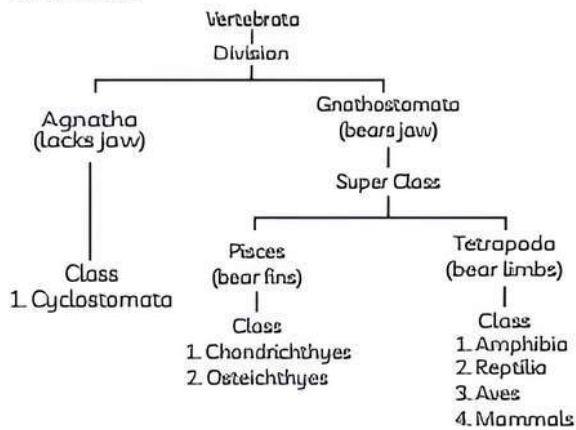 Vertebrata
Division
Agnatha
(lacks jaw)
Gnathostomata
(bears jaw)
Super Class
Class
1. Cyclostomata
Pisces
(bear fins)
Class
1. Chondrichthyes
2. Osteichthyes
Tetrapoda
(bear limbs)
Class
1. Amphibia
2. Reptilia
3. Aves
4. Mammals